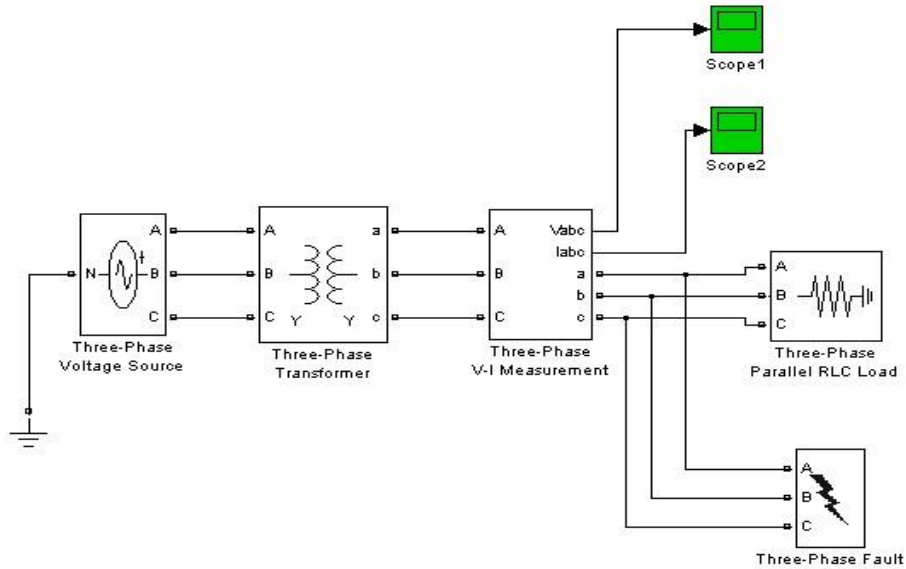 Scope1
Scope2
A
N B
C
Three-Phase
Voltage Source
A a
B b
C c
Y Y
Three-Phase
Transformer
A Vabc
Iabc
B a
b
C c
Three-Phase
V-I Measurement
A
B
C
Three-Phase
Parallel RLC Load
A
B
C
Three-Phase Fault